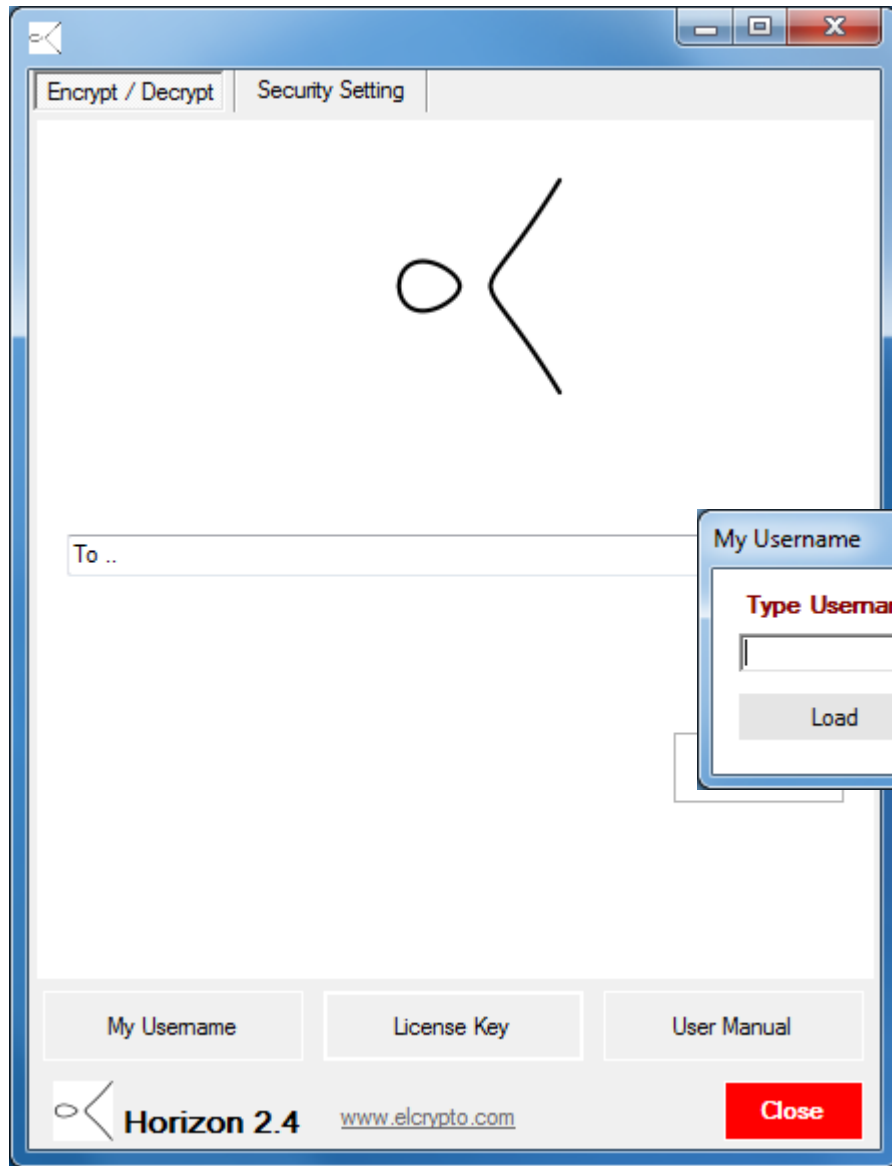 Encrypt / Decrypt
Security Setting
To ..
My Username
Load
My Username
License Key
User Manual
Horizon 2.4
www.elcrypto.com
Close
Type